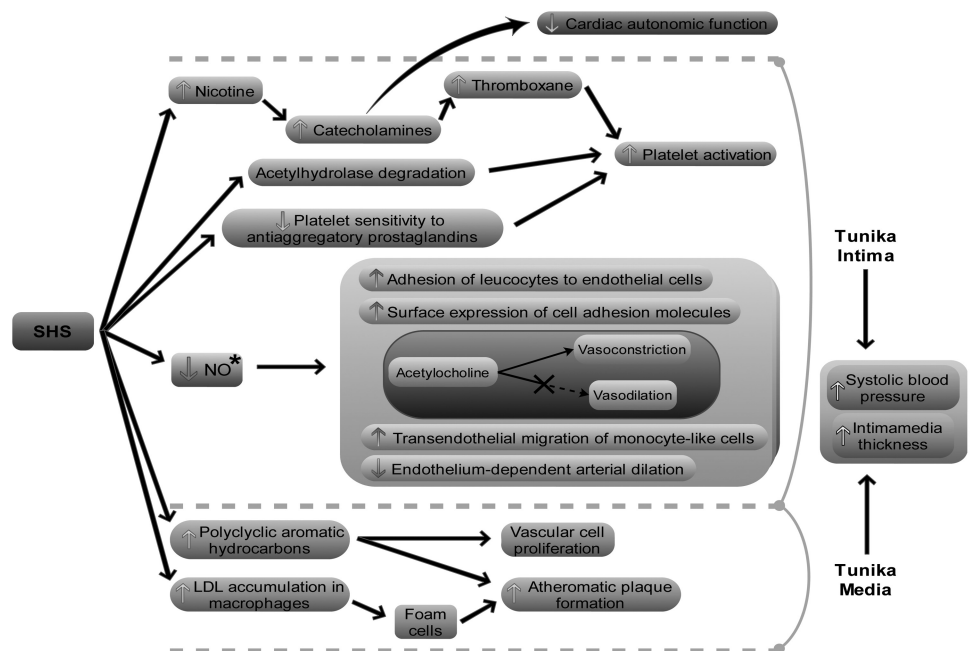 Cardiac autonomic function
Nicotine
Thromboxane
Catecholamines
Platelet activation
Acetylhydrolase degradation
Platelet sensitivity to
antiaggregatory prostaglandins
Tunika
Intima
SHS
NO*
Adhesion of leucocytes to endothelial cells
Surface expression of cell adhesion molecules
Acetylocholine
Vasoconstriction
Vasodilation
Transendothelial migration of monocyte-like cells
Endothelium-dependent arterial dilation
Systolic blood
pressure
Intimamedia
thickness
Polycyclic aromatic
hydrocarbons
Vascular cell
proliferation
LDL accumulation in
macrophages
Foam
cells
Atheromatic plaque
formation
Tunika
Media